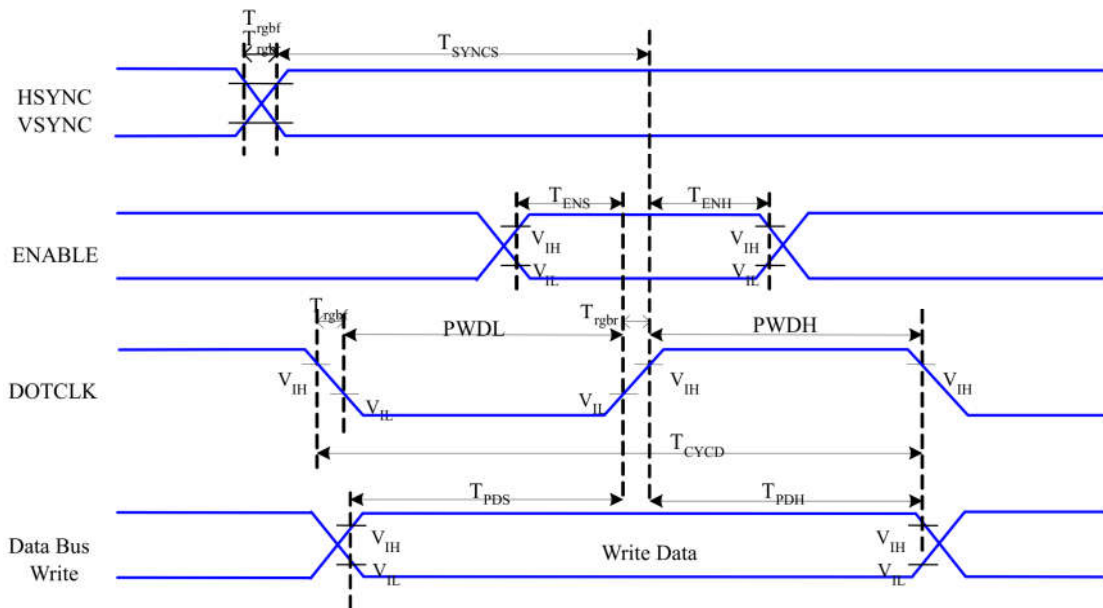 Trgbf
Trgbr
TSYNCS
HSYNC
VSYNC
TENS
TENH
VIH
VIH
ENABLE
VIL
VIL
Trgbf
Trgbr
PWDL
PWDH
DOTCLK
VIH
VIL
VIL
VIH
VIH
TCYCD
TPDS
TPDH
Data Bus
Write
VIH
Write Data
VIH
VIL
VIL